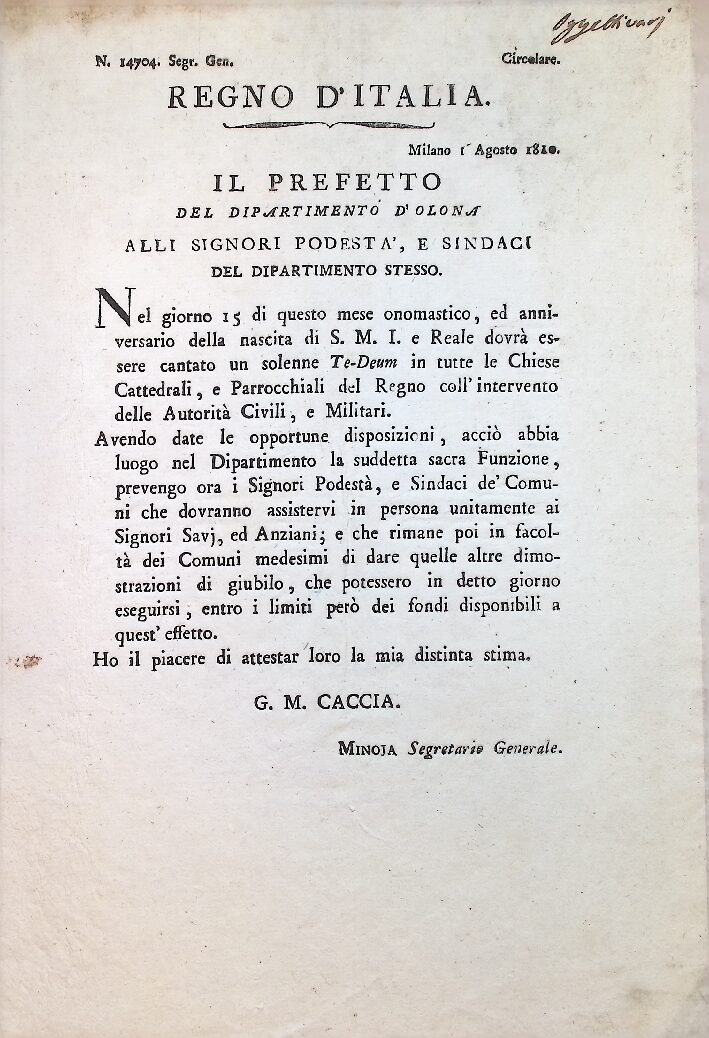 Oggetti varj
N. 14704. Segr. Gen. Circolare.
REGNO D'ITALIA.
Milano 1° Agosto 1810.
IL PREFETTO
DEL DIPARTIMENTO D'OLONA
ALLI SIGNORI PODESTA', E SINDACI
DEL DIPARTIMENTO STESSO.
Nel giorno 15 di questo mese onomastico, ed anni-
versario della nascita di S. M. I. e Reale dovrà es-
sere cantato un solenne Te-Deum in tutte le Chiese
Cattedrali, e Parrocchiali del Regno coll'intervento
delle Autorità Civili, e Militari.
Avendo date le opportune disposizioni, acciò abbia
luogo nel Dipartimento la suddetta sacra Funzione,
prevengo ora i Signori Podestà, e Sindaci de' Comu-
ni che dovranno assistervi in persona unitamente ai
Signori Savj, ed Anziani; e che rimane poi in facol-
tà dei Comuni medesimi di dare quelle altre dimo-
strazioni di giubilo, che potessero in detto giorno
eseguirsi, entro i limiti però dei fondi disponibili a
quest' effetto.
Ho il piacere di attestar loro la mia distinta stima.
G. M. CACCIA.
MINOJA Segretario Generale.